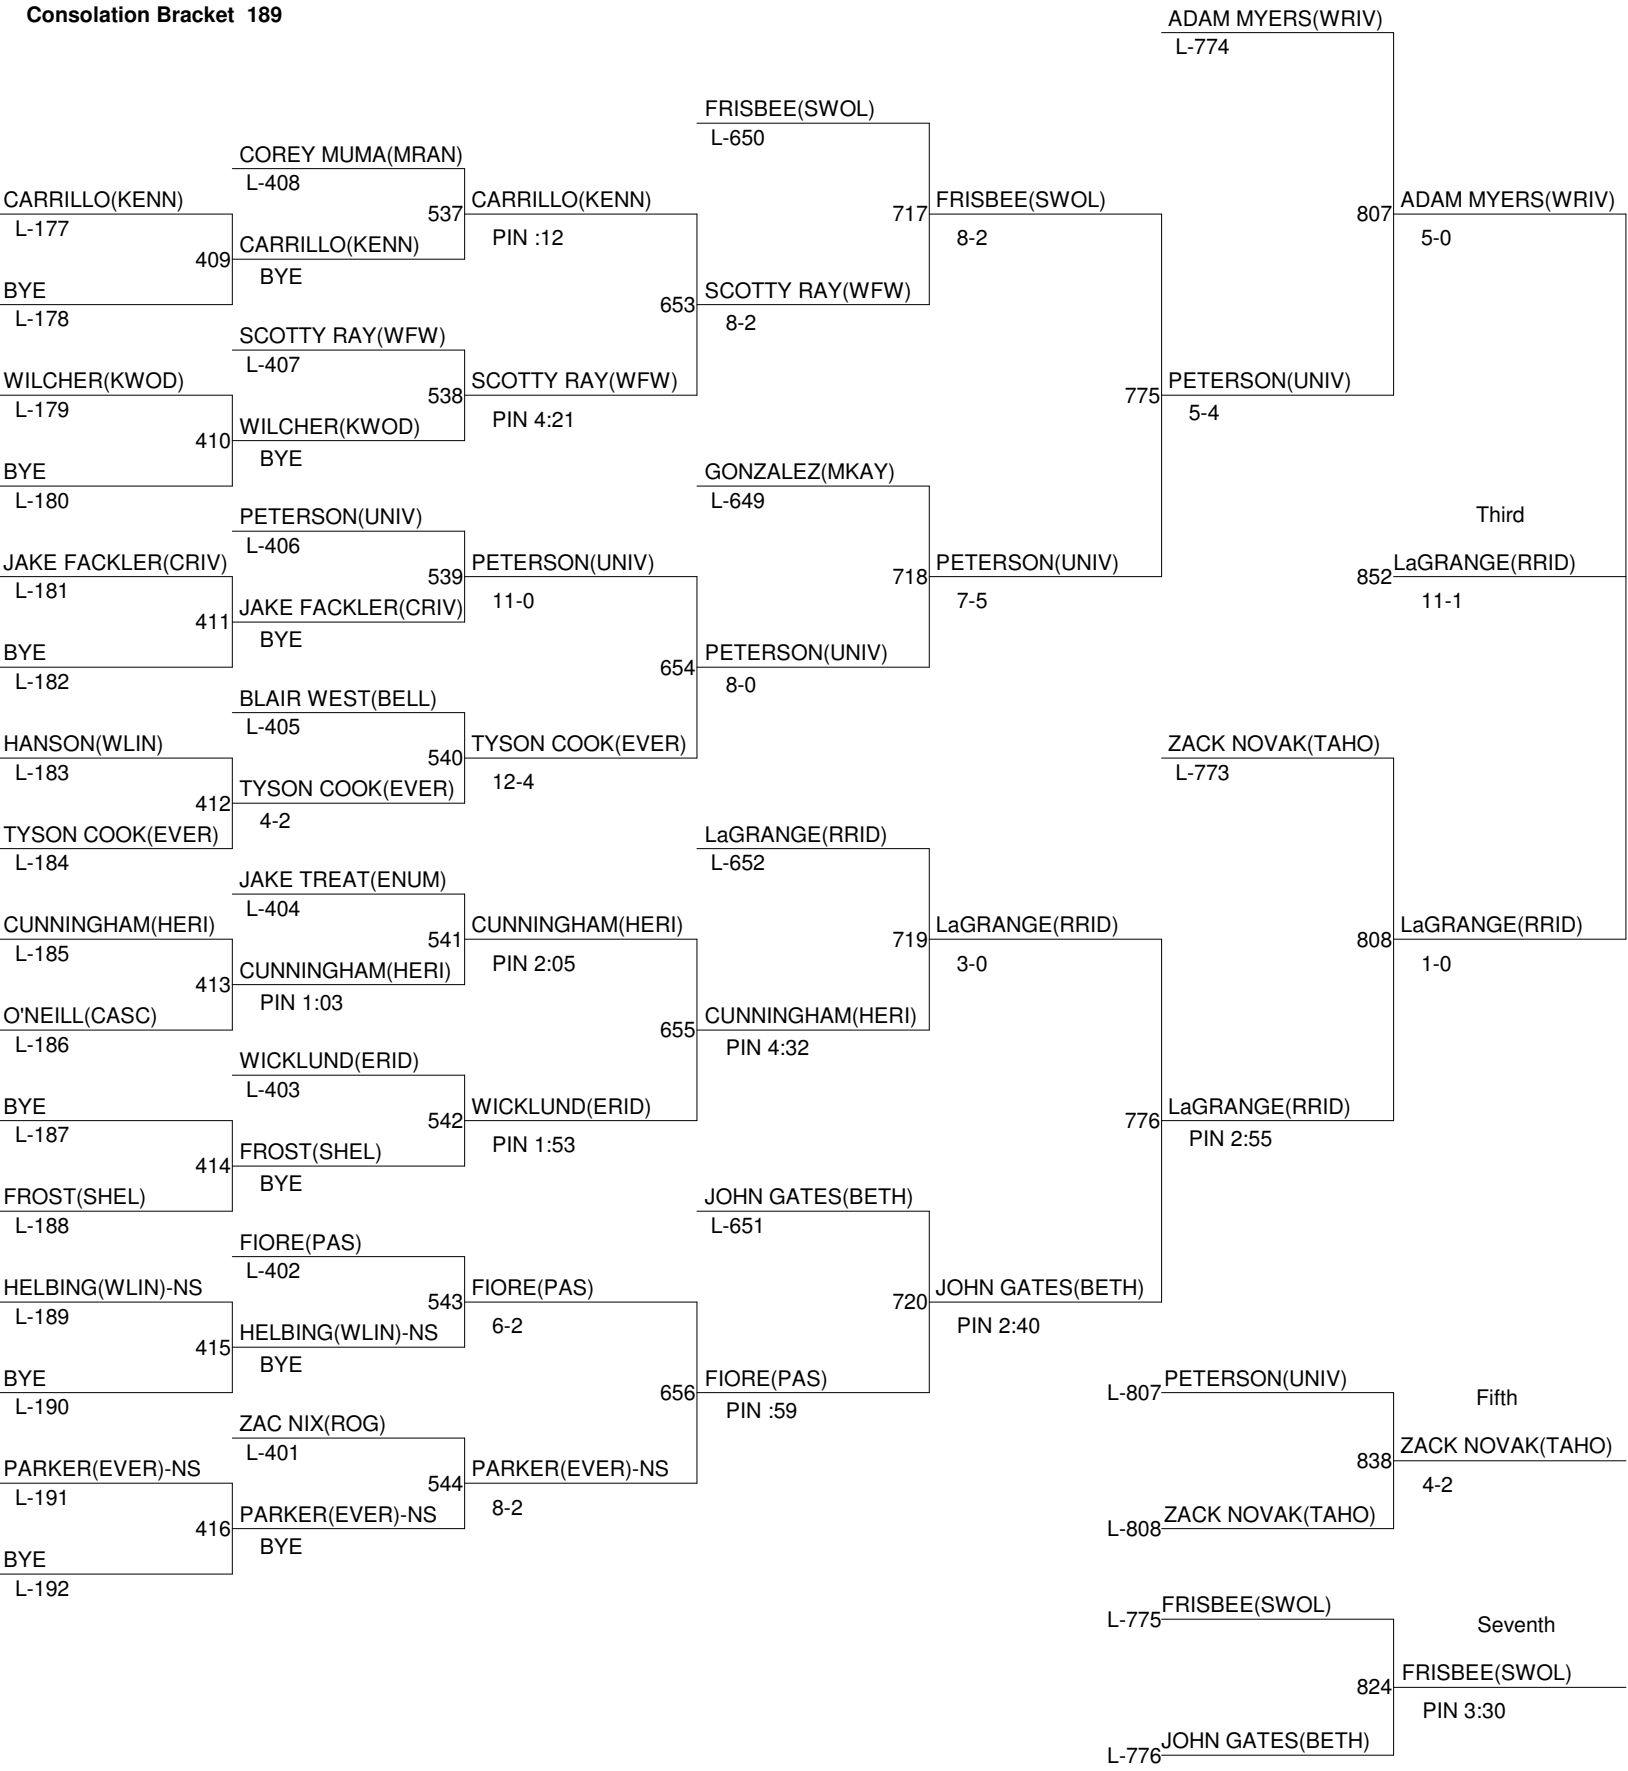 Consolation Bracket 189
ADAM MYERS(WRIV)
L-774
FRISBEE(SWOL)
L-650
COREY MUMA(MRAN)
L-408
CARRILLO(KENN)
L-177
537
CARRILLO(KENN)
PIN :12
717
FRISBEE(SWOL)
8-2
807
ADAM MYERS(WRIV)
5-0
409
CARRILLO(KENN)
BYE
BYE
L-178
653
SCOTTY RAY(WFW)
8-2
SCOTTY RAY(WFW)
L-407
WILCHER(KWOD)
L-179
538
SCOTTY RAY(WFW)
PIN 4:21
775
PETERSON(UNIV)
5-4
410
WILCHER(KWOD)
BYE
BYE
L-180
GONZALEZ(MKAY)
L-649
Third
PETERSON(UNIV)
L-406
JAKE FACKLER(CRIV)
L-181
539
PETERSON(UNIV)
11-0
718
PETERSON(UNIV)
7-5
852
LaGRANGE(RRID)
11-1
411
JAKE FACKLER(CRIV)
BYE
BYE
L-182
654
PETERSON(UNIV)
8-0
BLAIR WEST(BELL)
L-405
HANSON(WLIN)
L-183
540
TYSON COOK(EVER)
12-4
ZACK NOVAK(TAHO)
L-773
412
TYSON COOK(EVER)
4-2
TYSON COOK(EVER)
L-184
LaGRANGE(RRID)
L-652
JAKE TREAT(ENUM)
L-404
CUNNINGHAM(HERI)
L-185
541
CUNNINGHAM(HERI)
PIN 2:05
719
LaGRANGE(RRID)
3-0
808
LaGRANGE(RRID)
1-0
413
CUNNINGHAM(HERI)
PIN 1:03
O'NEILL(CASC)
L-186
655
CUNNINGHAM(HERI)
PIN 4:32
WICKLUND(ERID)
L-403
BYE
L-187
542
WICKLUND(ERID)
PIN 1:53
776
LaGRANGE(RRID)
PIN 2:55
414
FROST(SHEL)
BYE
FROST(SHEL)
L-188
JOHN GATES(BETH)
L-651
FIORE(PAS)
L-402
HELBING(WLIN)-NS
L-189
543
FIORE(PAS)
6-2
720
JOHN GATES(BETH)
PIN 2:40
415
HELBING(WLIN)-NS
BYE
BYE
L-190
656
FIORE(PAS)
PIN :59
L-807
PETERSON(UNIV)
Fifth
ZAC NIX(ROG)
L-401
838
ZACK NOVAK(TAHO)
4-2
PARKER(EVER)-NS
L-191
544
PARKER(EVER)-NS
8-2
416
PARKER(EVER)-NS
BYE
L-808
ZACK NOVAK(TAHO)
BYE
L-192
L-775
FRISBEE(SWOL)
Seventh
824
FRISBEE(SWOL)
PIN 3:30
L-776
JOHN GATES(BETH)